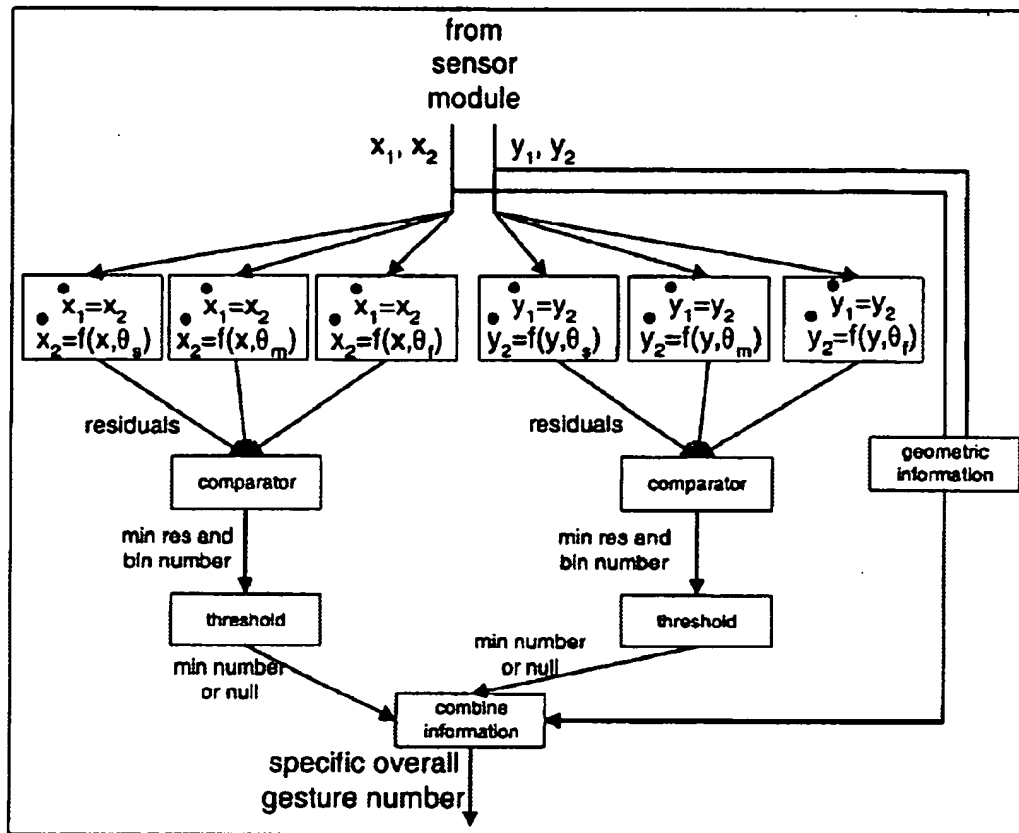 from
sensor
module
x₁, x₂
y₁, y₂
ẋ₁=x₂
ẋ₂=f(x,θₛ)
ẋ₁=x₂
ẋ₂=f(x,θₘ)
ẋ₁=x₂
ẋ₂=f(x,θf)
ẏ₁=y₂
ẏ₂=f(y,θₛ)
ẏ₁=y₂
ẏ₂=f(y,θₘ)
ẏ₁=y₂
ẏ₂=f(y,θf)
residuals
residuals
geometric
information
comparator
comparator
min res and
bin number
min res and
bin number
threshold
threshold
min number
or null
min number
or null
combine
information
specific overall
gesture number